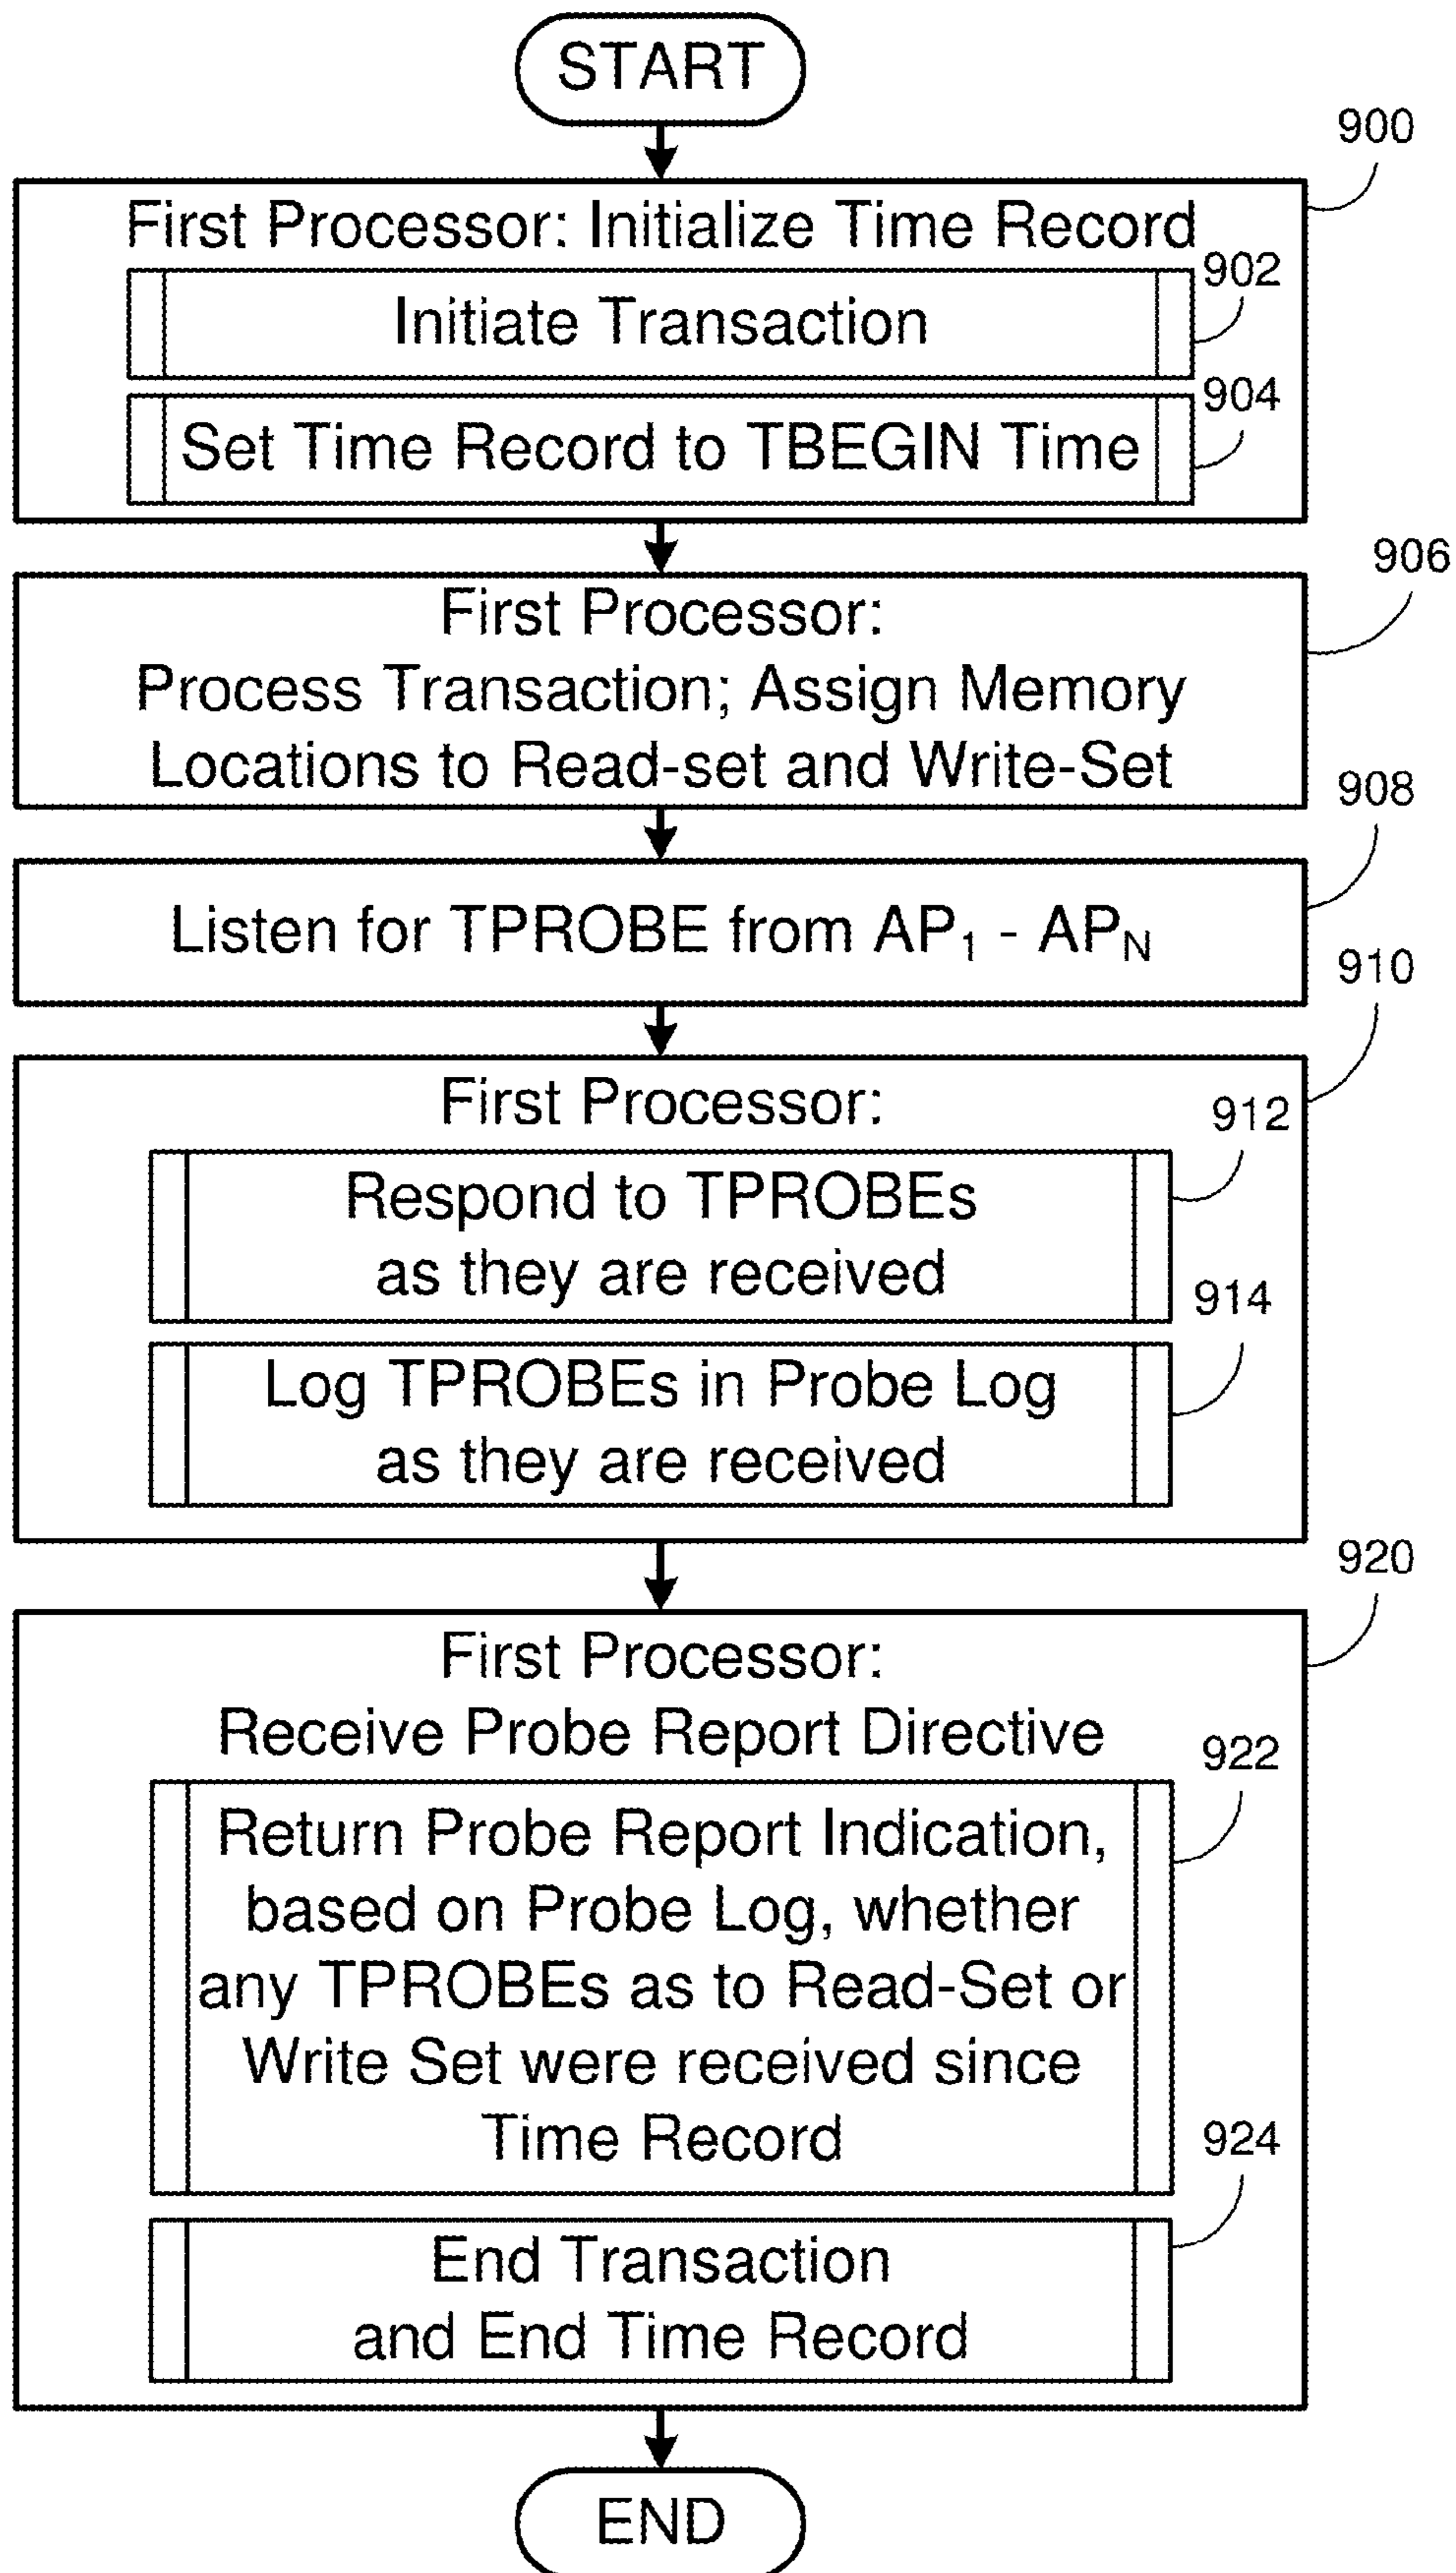 START
900
First Processor: Initialize Time Record
902
Initiate Transaction
904
Set Time Record to TBEGIN Time
906
First Processor:
Process Transaction; Assign Memory
Locations to Read-set and Write-Set
908
Listen for TPROBE from AP₁ - APN
910
First Processor:
912
Respond to TPROBEs
as they are received
914
Log TPROBEs in Probe Log
as they are received
920
First Processor:
Receive Probe Report Directive
922
Return Probe Report Indication,
based on Probe Log, whether
any TPROBEs as to Read-Set or
Write Set were received since
Time Record
924
End Transaction
and End Time Record
END